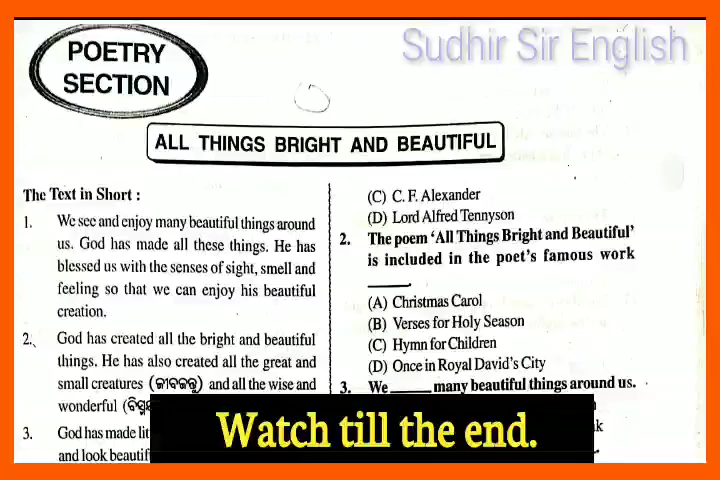 POETRY
SECTION
Sudhir Sir English
ALL THINGS BRIGHT AND BEAUTIFUL
The Text in Short :
1. We see and enjoy many beautiful things around
us. God has made all these things. He has
blessed us with the senses of sight, smell and
feeling so that we can enjoy his beautiful
creation.
2. God has created all the bright and beautiful
things. He has also created all the great and
small creatures (ଜୀବଜନ୍ତୁ) and all the wise and
wonderful
3. God has made
and look
(C) C. F. Alexander
(D) Lord Alfred Tennyson
2. The poem 'All Things Bright and Beautiful'
is included in the poet's famous work
______
(A) Christmas Carol
(B) Verses for Holy Season
(C) Hymn for Children
(D) Once in Royal David's City
3. We _____ many beautiful things around us.
Watch till the end.